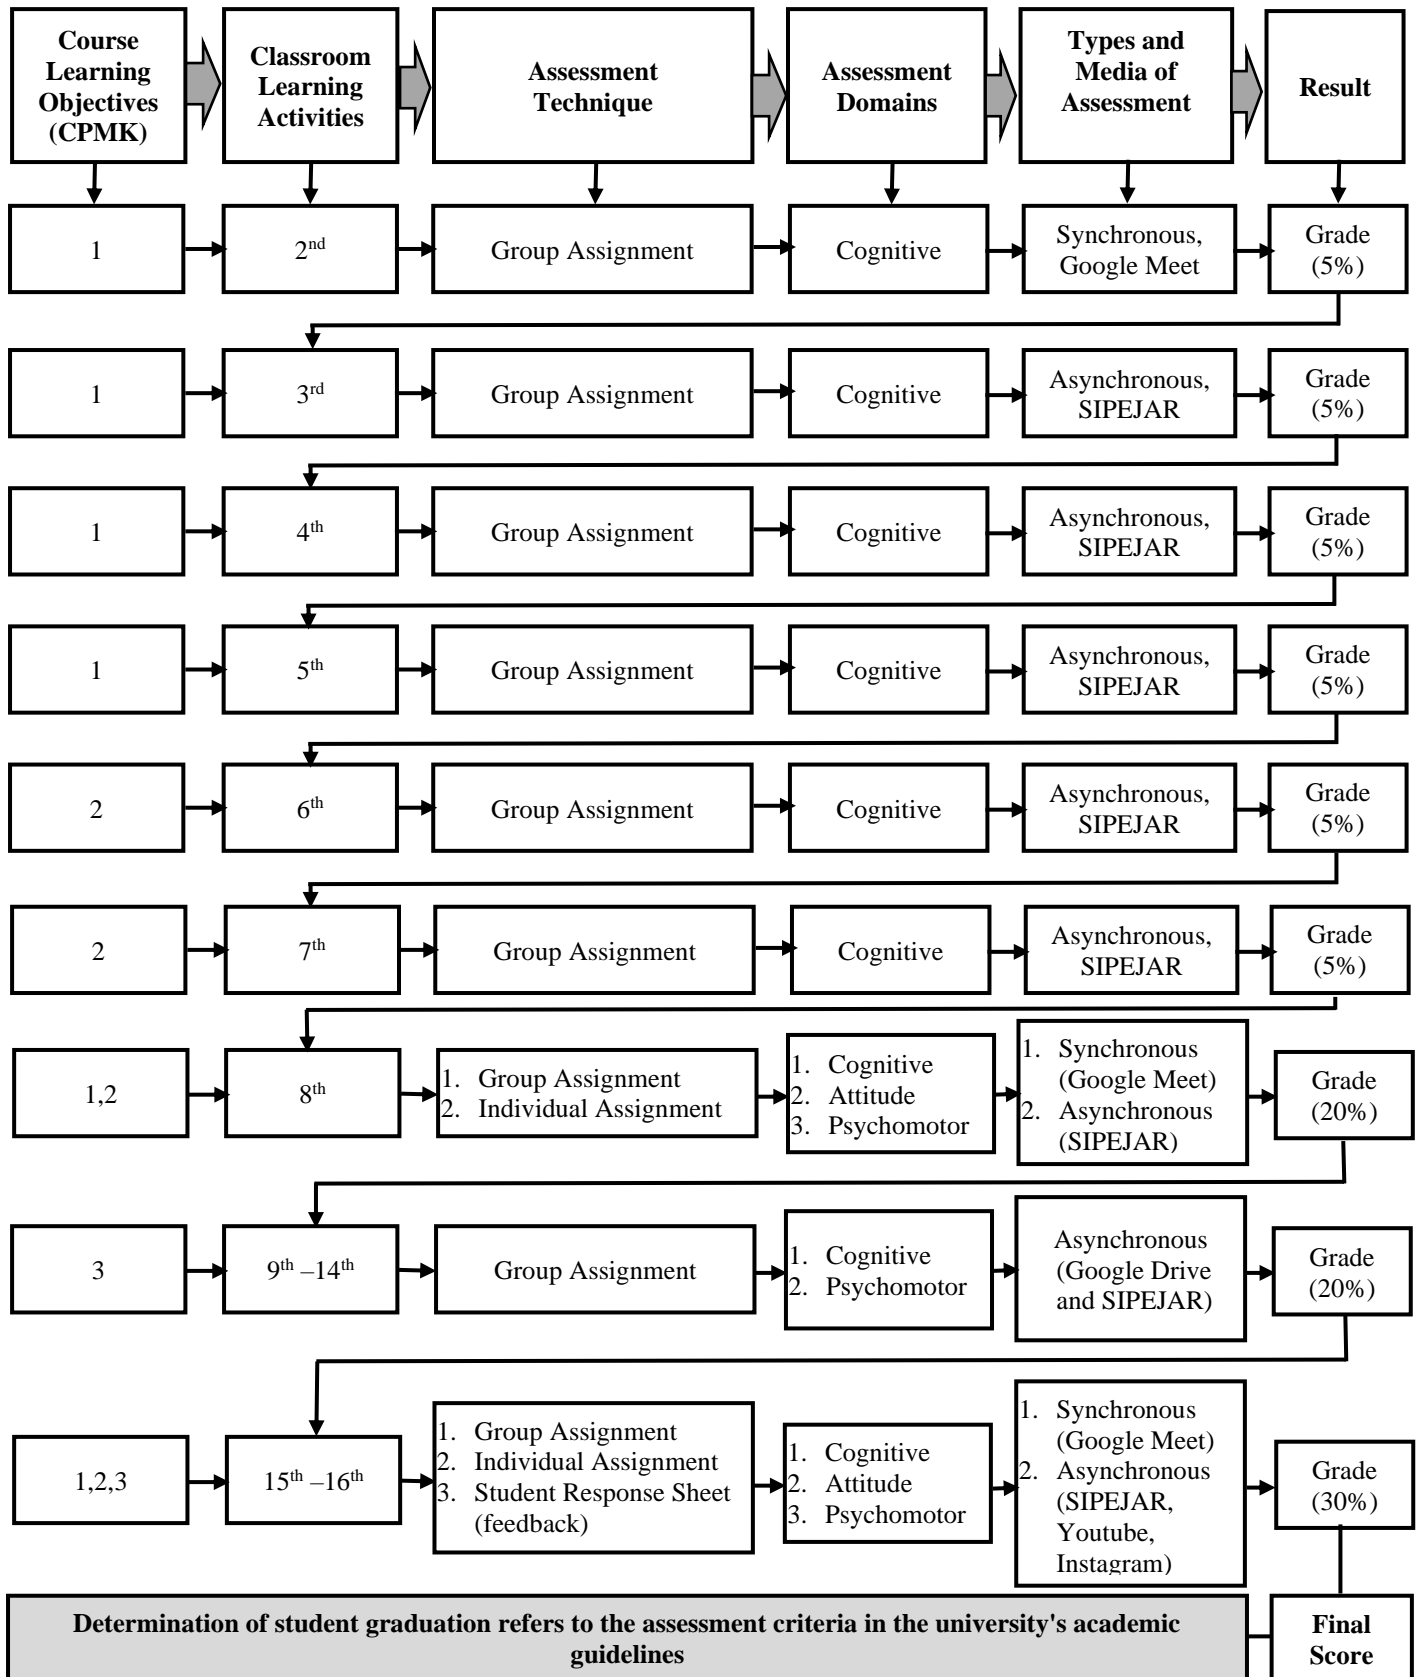 Course
Learning
Objectives
(CPMK)
Classroom
Learning
Activities
Assessment
Technique
Assessment
Domains
Types and
Media of
Assessment
Result
1
2nd
Group Assignment
Cognitive
Synchronous,
Google Meet
Grade
(5%)
1
3rd
Group Assignment
Cognitive
Asynchronous,
SIPEJAR
Grade
(5%)
1
4th
Group Assignment
Cognitive
Asynchronous,
SIPEJAR
Grade
(5%)
1
5th
Group Assignment
Cognitive
Asynchronous,
SIPEJAR
Grade
(5%)
2
6th
Group Assignment
Cognitive
Asynchronous,
SIPEJAR
Grade
(5%)
2
7th
Group Assignment
Cognitive
Asynchronous,
SIPEJAR
Grade
(5%)
1,2
8th
1. Group Assignment
2. Individual Assignment
1. Cognitive
2. Attitude
3. Psychomotor
1. Synchronous
(Google Meet)
2. Asynchronous
(SIPEJAR)
Grade
(20%)
3
9th –14th
Group Assignment
1. Cognitive
2. Psychomotor
Asynchronous
(Google Drive
and SIPEJAR)
Grade
(20%)
1,2,3
15th –16th
1. Group Assignment
2. Individual Assignment
3. Student Response Sheet
(feedback)
1. Cognitive
2. Attitude
3. Psychomotor
1. Synchronous
(Google Meet)
2. Asynchronous
(SIPEJAR,
Youtube,
Instagram)
Grade
(30%)
Determination of student graduation refers to the assessment criteria in the university's academic
guidelines
Final
Score